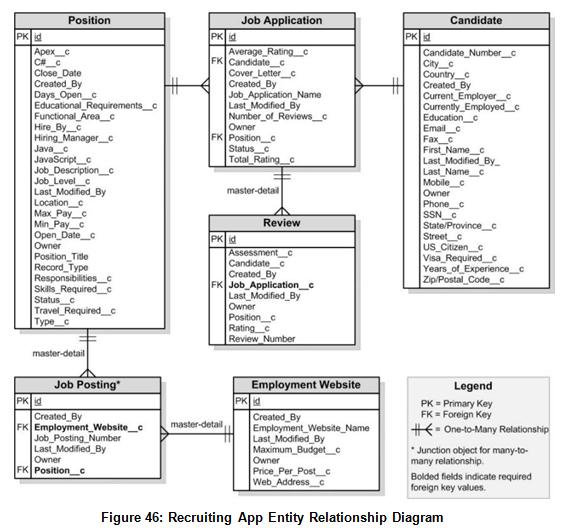 Position
PK id
Apex__c
C#__c
Close_Date
Created_By
Days_Open__c
Educational_Requirements__c
Functional_Area__c
Hire_By__c
Hiring_Manager__c
Java__c
JavaScript__c
Job_Description__c
Job_Level__c
Last_Modified_By
Location__c
Max_Pay__c
Min_Pay__c
Open_Date__c
Owner
Position_Title
Record_Type
Responsibilities__c
Skills_Required__c
Status__c
Travel_Required__c
Type__c
Job Application
PK id
Average_Rating__c
FK Candidate__c
Cover_Letter__c
Created_By
Job_Application_Name
Last_Modified_By
Number_of_Reviews__c
Owner
FK Position__c
Status__c
Total_Rating__c
Candidate
PK id
Candidate_Number__c
City__c
Country__c
Created_By
Current_Employer__c
Currently_Employed__c
Education__c
Email__c
Fax__c
First_Name__c
Last_Modified_By_
Last_Name__c
Mobile__c
Owner
Phone__c
SSN__c
State/Province__c
Street__c
US_Citizen__c
Visa_Required__c
Years_of_Experience__c
Zip/Postal_Code__c
master-detail
Review
PK id
Assessment__c
Candidate__c
Created_By
FK Job_Application__c
Last_Modified_By
Owner
Position__c
Rating__c
Review_Number
master-detail
Job Posting*
PK id
Created_By
FK Employment_Website__c
Job_Posting_Number
Last_Modified_By
Owner
FK Position__c
master-detail
Employment Website
PK id
Created_By
Employment_Website_Name
Last_Modified_By
Maximum_Budget__c
Owner
Price_Per_Post__c
Web_Address__c
Legend
PK = Primary Key
FK = Foreign Key
= One-to-Many Relationship
* Junction object for many-to-
many relationship.
Bolded fields indicate required
foreign key values.
Figure 46: Recruiting App Entity Relationship Diagram